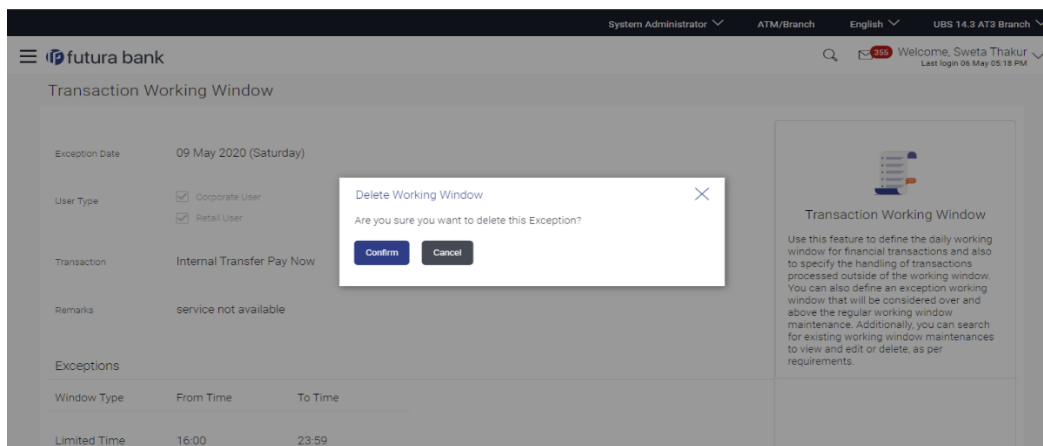 System Administrator ATM/Branch English UBS 14.3 AT3 Branch
futura bank 355 Welcome, Sweta Thakur
Last login 06 May 05:18 PM
Transaction Working Window
Exception Date 09 May 2020 (Saturday)
User Type Corporate User
Retail User
Transaction Internal Transfer Pay Now
Remarks service not available
Exceptions
Window Type From Time To Time
Limited Time 16:00 23:59
Delete Working Window
Are you sure you want to delete this Exception?
Confirm Cancel
Transaction Working Window
Use this feature to define the daily working
window for financial transactions and also
to specify the handling of transactions
processed outside of the working window.
You can also define an exception working
window that will be considered over and
above the regular working window
maintenance. Additionally, you can search
for existing working window maintenances
to view and edit or delete, as per
requirements.